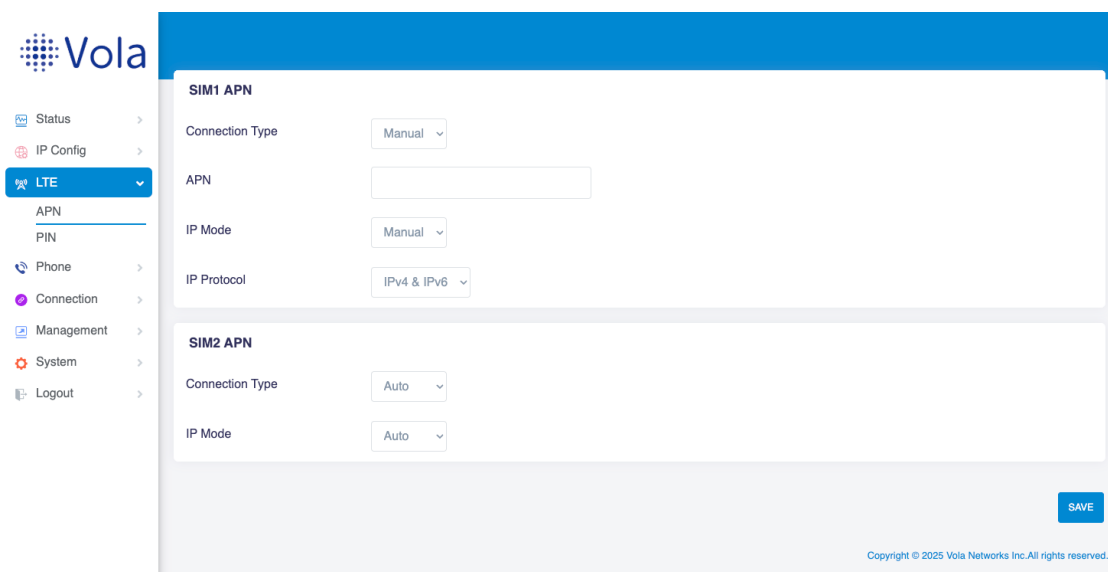 Vola
Status
IP Config
LTE
APN
PIN
Phone
Connection
Management
System
Logout
SIM1 APN
Connection Type Manual
APN
IP Mode Manual
IP Protocol IPv4 & IPv6
SIM2 APN
Connection Type Auto
IP Mode Auto
SAVE
Copyright © 2025 Vola Networks Inc.All rights reserved.